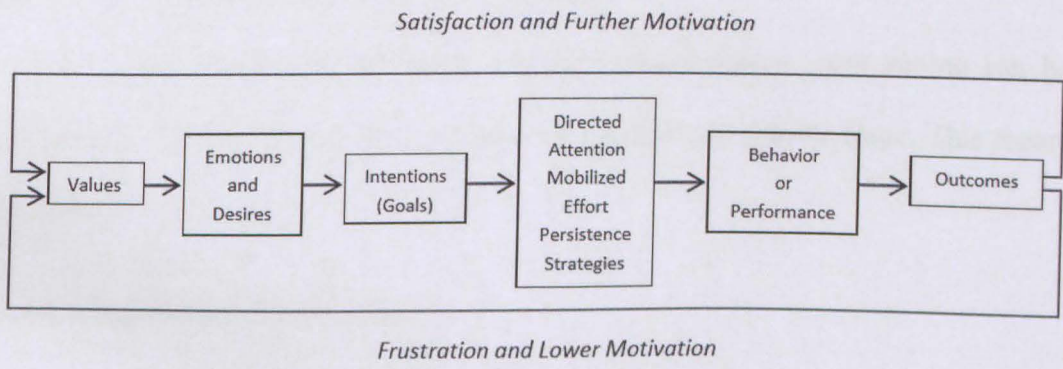 Satisfaction and Further Motivation
Values
Emotions
and
Desires
Intentions
(Goals)
Directed
Attention
Mobilized
Effort
Persistence
Strategies
Behavior
or
Performance
Outcomes
Frustration and Lower Motivation